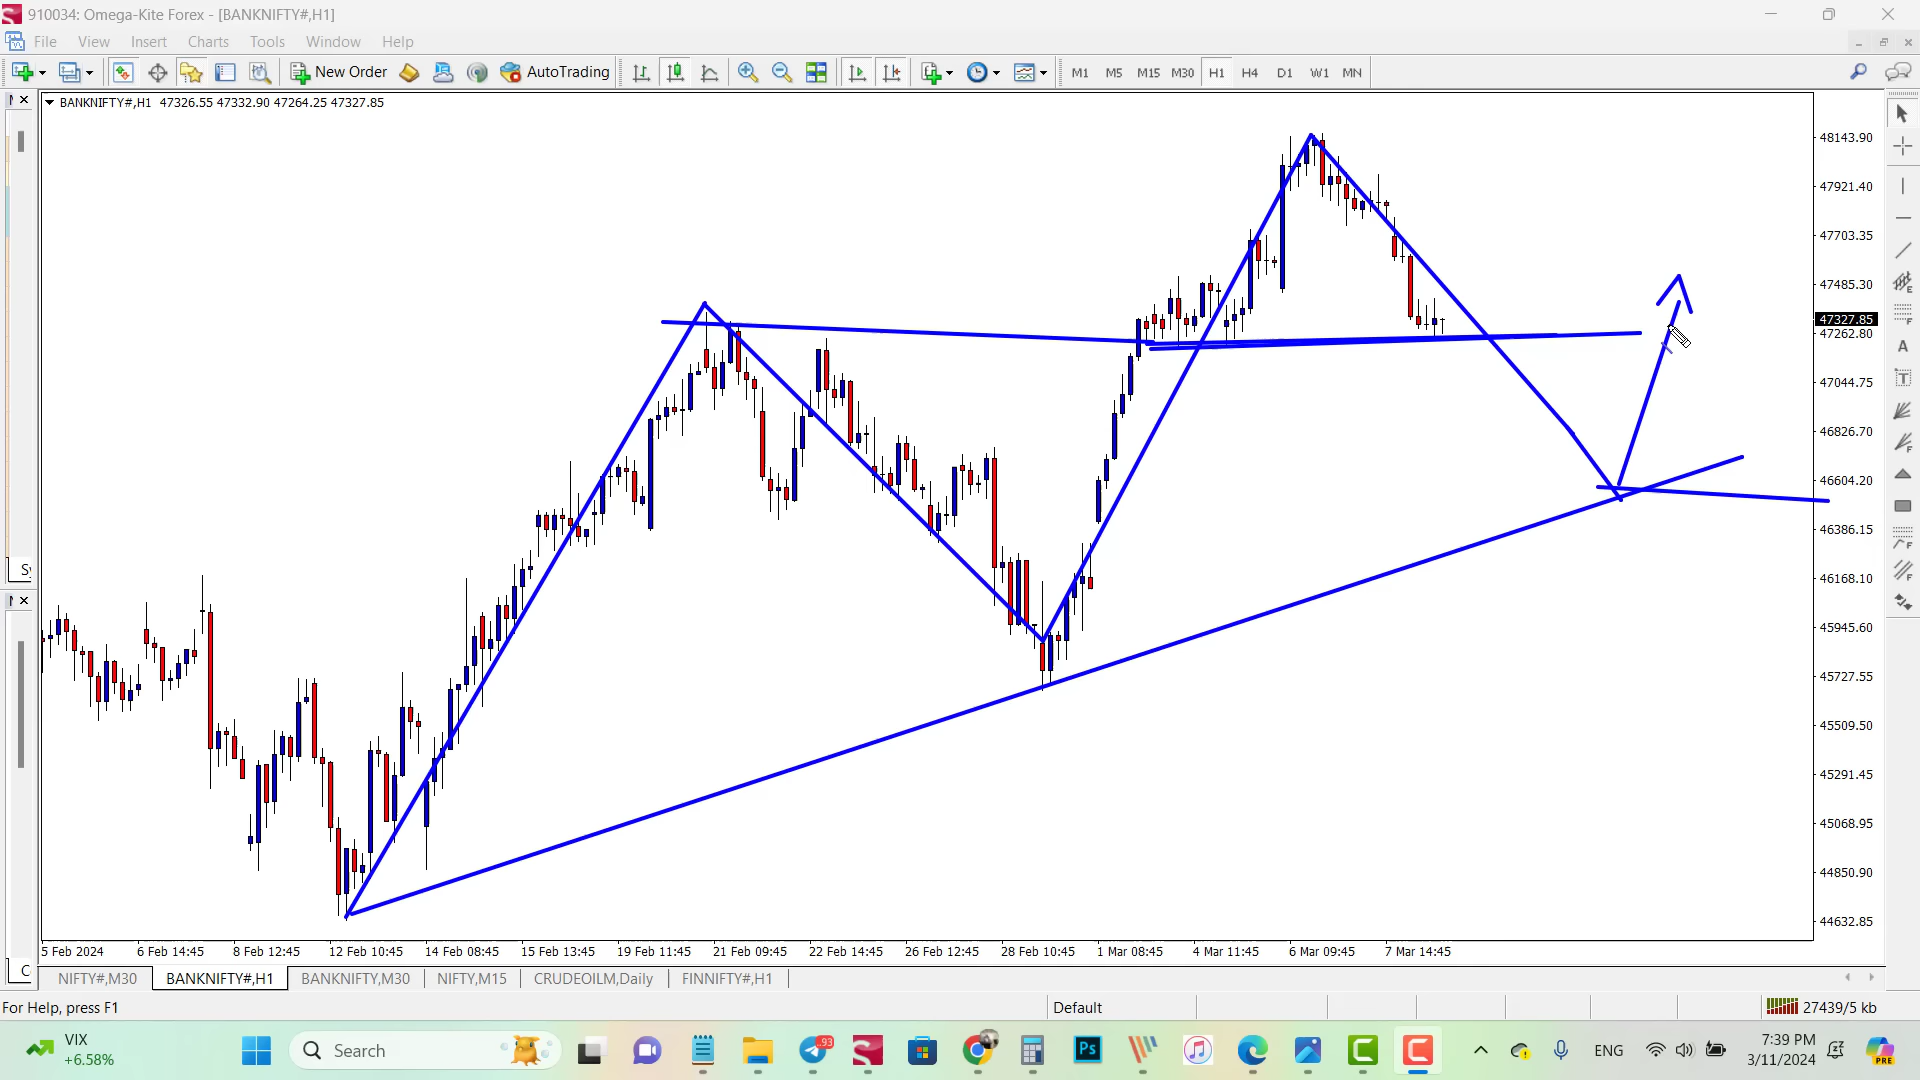 910034: Omega-Kite Forex - [BANKNIFTY#,H1]
File View Insert Charts Tools Window Help
New Order AutoTrading M1 M5 M15 M30 H1 H4 D1 W1 MN
BANKNIFTY#,H1 47326.55 47332.90 47264.25 47327.85
48143.90
47921.40
47703.35
47485.30
47327.85
47262.80
47044.75
46826.70
46604.20
46386.15
46168.10
45945.60
45727.55
45509.50
45291.45
45068.95
44850.90
44632.85
5 Feb 2024 6 Feb 14:45 8 Feb 12:45 12 Feb 10:45 14 Feb 08:45 15 Feb 13:45 19 Feb 11:45 21 Feb 09:45 22 Feb 14:45 26 Feb 12:45 28 Feb 10:45 1 Mar 08:45 4 Mar 11:45 6 Mar 09:45 7 Mar 14:45
NIFTY#,M30 BANKNIFTY#,H1 BANKNIFTY,M30 NIFTY,M15 CRUDEOILM,Daily FINNIFTY#,H1
For Help, press F1 Default 27439/5 kb
VIX
+6.58%
Search
93
Ps
ENG
7:39 PM
3/11/2024
PRE